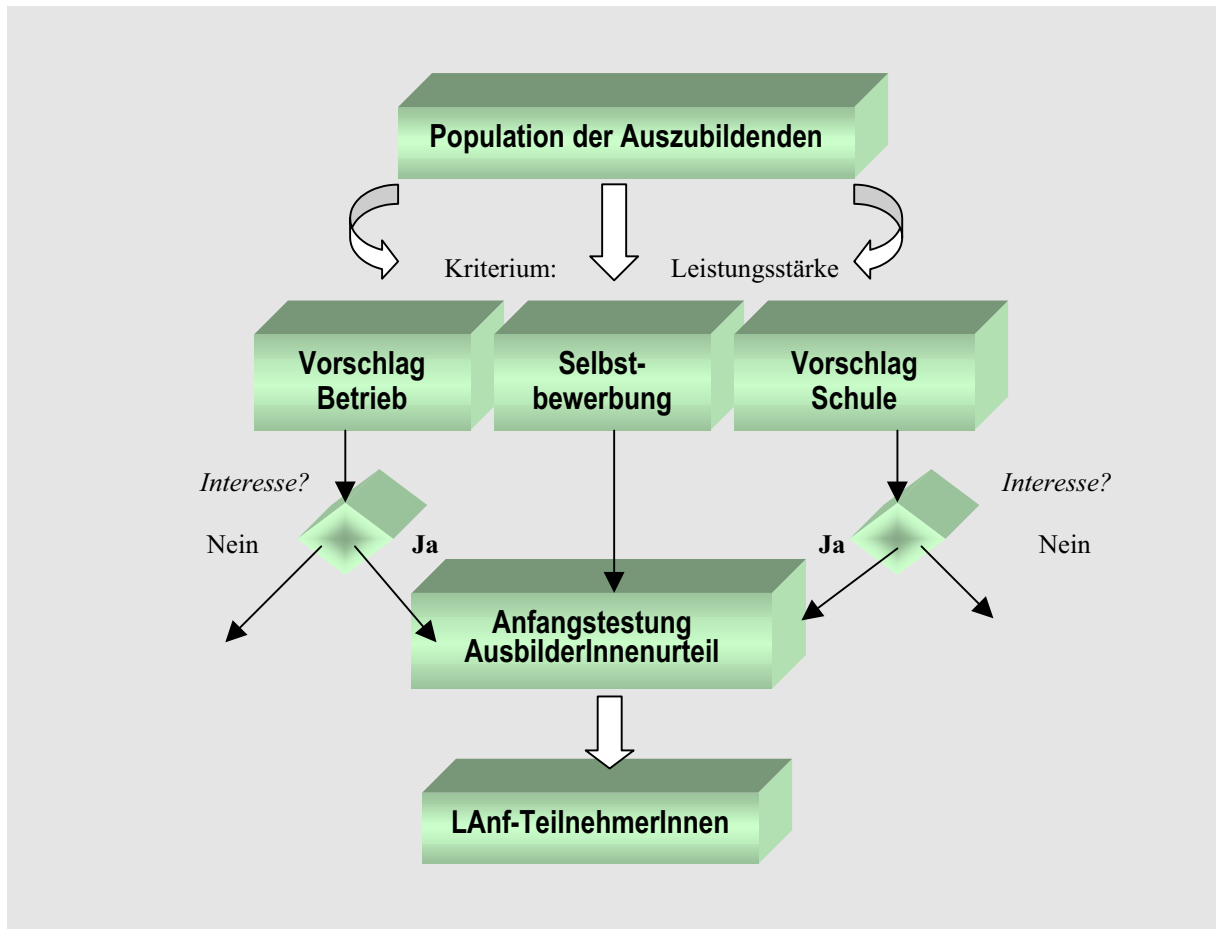 Population der Auszubildenden
Kriterium: Leistungsstärke
Vorschlag
Betrieb
Selbst-
bewerbung
Vorschlag
Schule
Interesse?
Nein
Ja
Interesse?
Ja
Nein
Anfangstestung
AusbilderInnenurteil
LAnf-TeilnehmerInnen